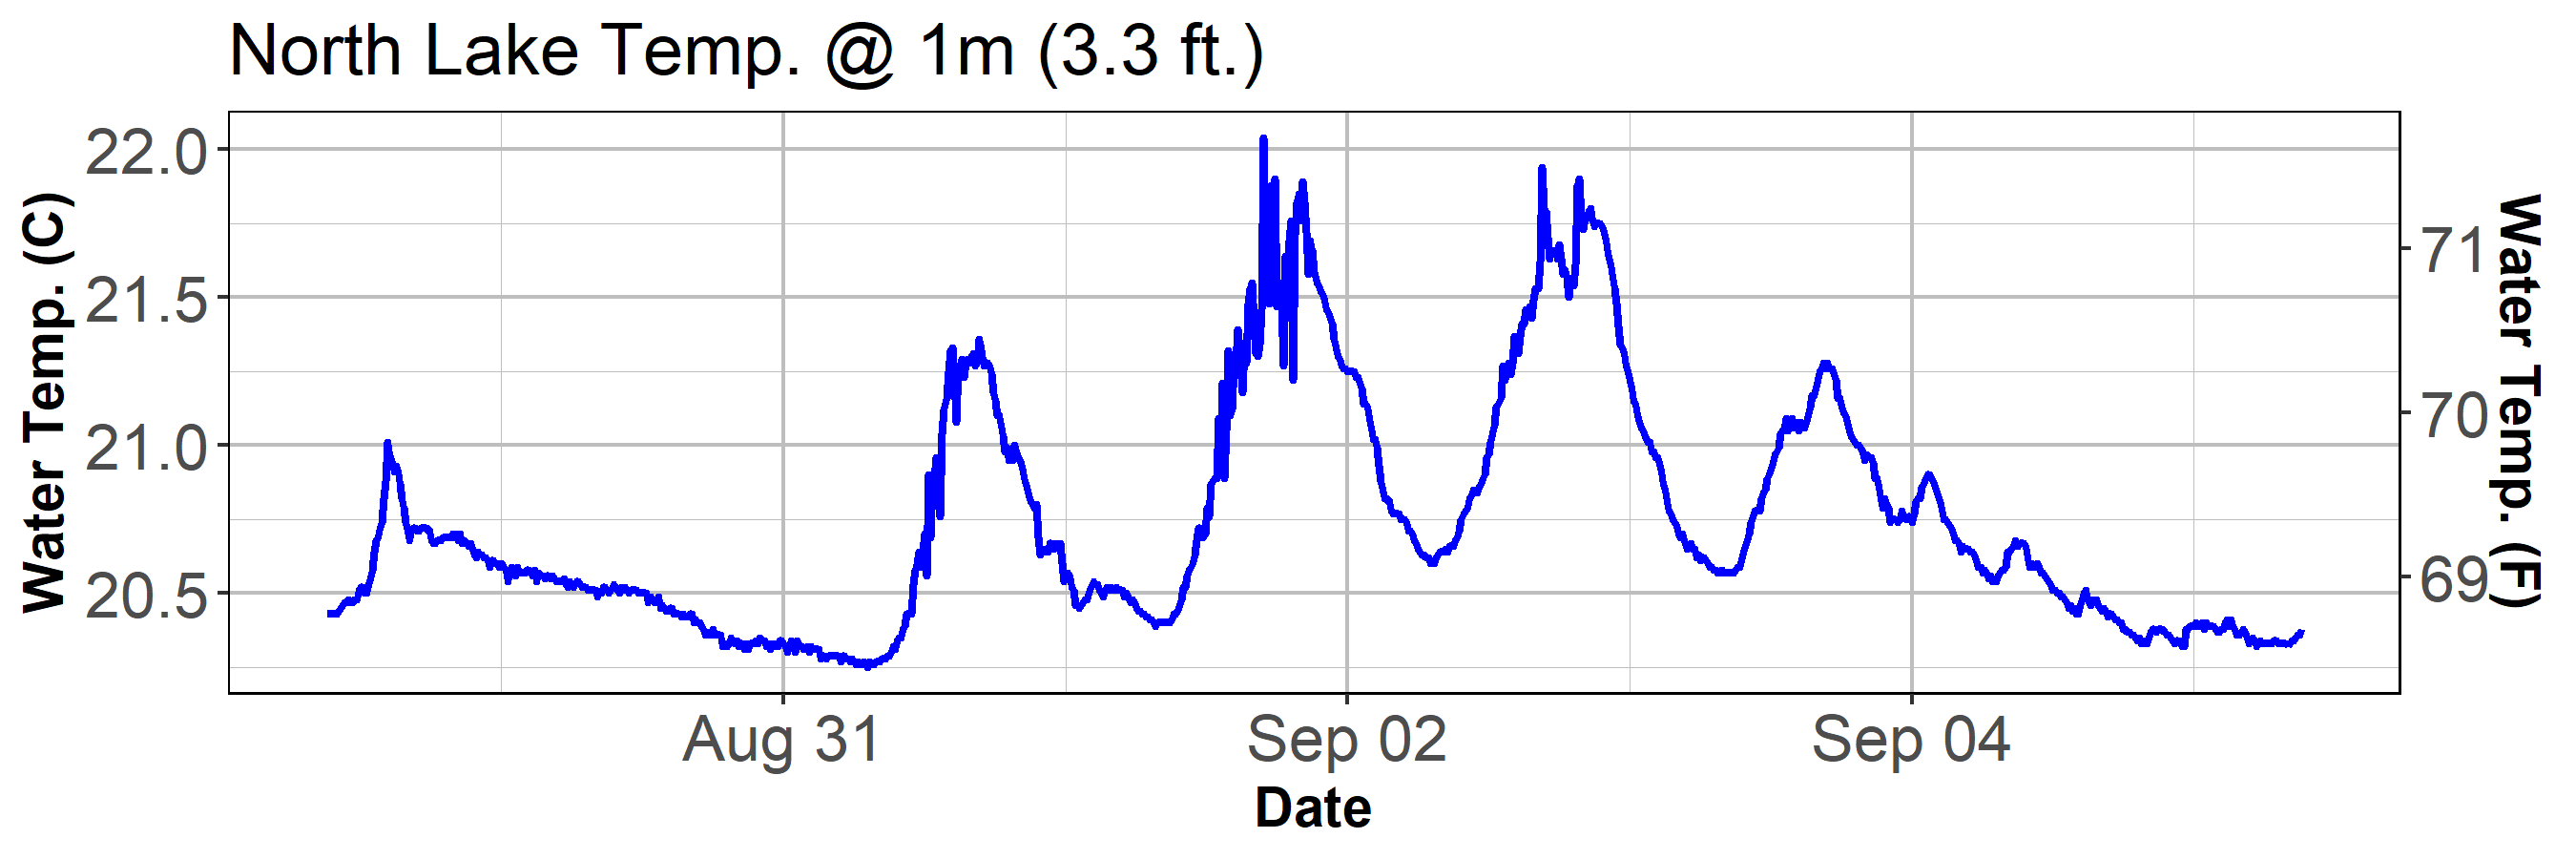 North Lake Temp. @ 1m (3.3 ft.)
Water Temp. (C)
22.0
21.5
21.0
20.5
71
70
69
Water Temp. (F)
Aug 31 Sep 02 Sep 04
Date